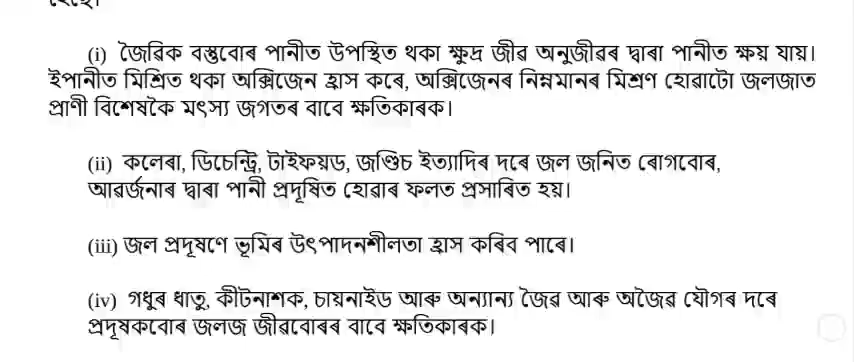 (i) জৈৱিক বস্তুবোৰ পানীত উপস্থিত থকা ক্ষুদ্ৰ জীৱ অনুজীৱৰ দ্বাৰা পানীত ক্ষয় যায়।
ইপানীত মিশ্ৰিত থকা অক্সিজেন হ্ৰাস কৰে, অক্সিজেনৰ নিম্নমানৰ মিশ্ৰণ হোৱাটো জলজাত
প্ৰাণী বিশেষকৈ মৎস্য জগতৰ বাবে ক্ষতিকাৰক।
(ii) কলেৰা, ডিচেন্ট্ৰি, টাইফয়ড, জণ্ডিচ ইত্যাদিৰ দৰে জল জনিত ৰোগবোৰ,
আৱৰ্জনাৰ দ্বাৰা পানী প্ৰদূষিত হোৱাৰ ফলত প্ৰসাৰিত হয়।
(iii) জল প্ৰদূষণে ভূমিৰ উৎপাদনশীলতা হ্ৰাস কৰিব পাৰে।
(iv) গধুৰ ধাতু, কীটনাশক, চায়নাইড আৰু অন্যান্য জৈৱ আৰু অজৈৱ যৌগৰ দৰে
প্ৰদূষকবোৰ জলজ জীৱবোৰৰ বাবে ক্ষতিকাৰক।